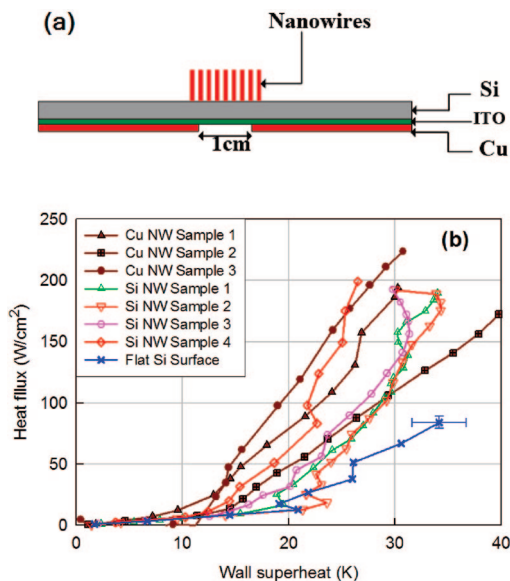 (a)
Nanowires
Si
ITO
Cu
1cm
(b)
250
200
150
100
50
0
Heat fllux (W/cm²)
Cu NW Sample 1
Cu NW Sample 2
Cu NW Sample 3
Si NW Sample 1
Si NW Sample 2
Si NW Sample 3
Si NW Sample 4
Flat Si Surface
0 10 20 30 40
Wall superheat (K)